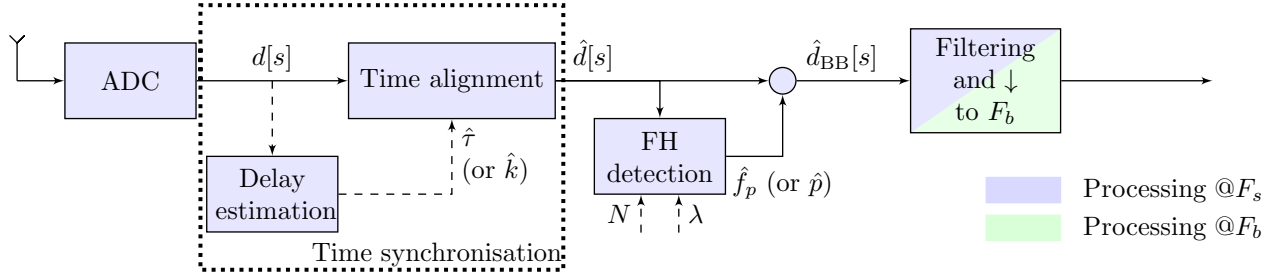 ADC
d[s]
Time alignment
d̂[s]
d̂_BB[s]
Filtering
and ↓
to F_b
τ̂
(or k̂)
Delay
estimation
FH
detection
f̂_p (or p̂)
N
λ
Time synchronisation
Processing @F_s
Processing @F_b